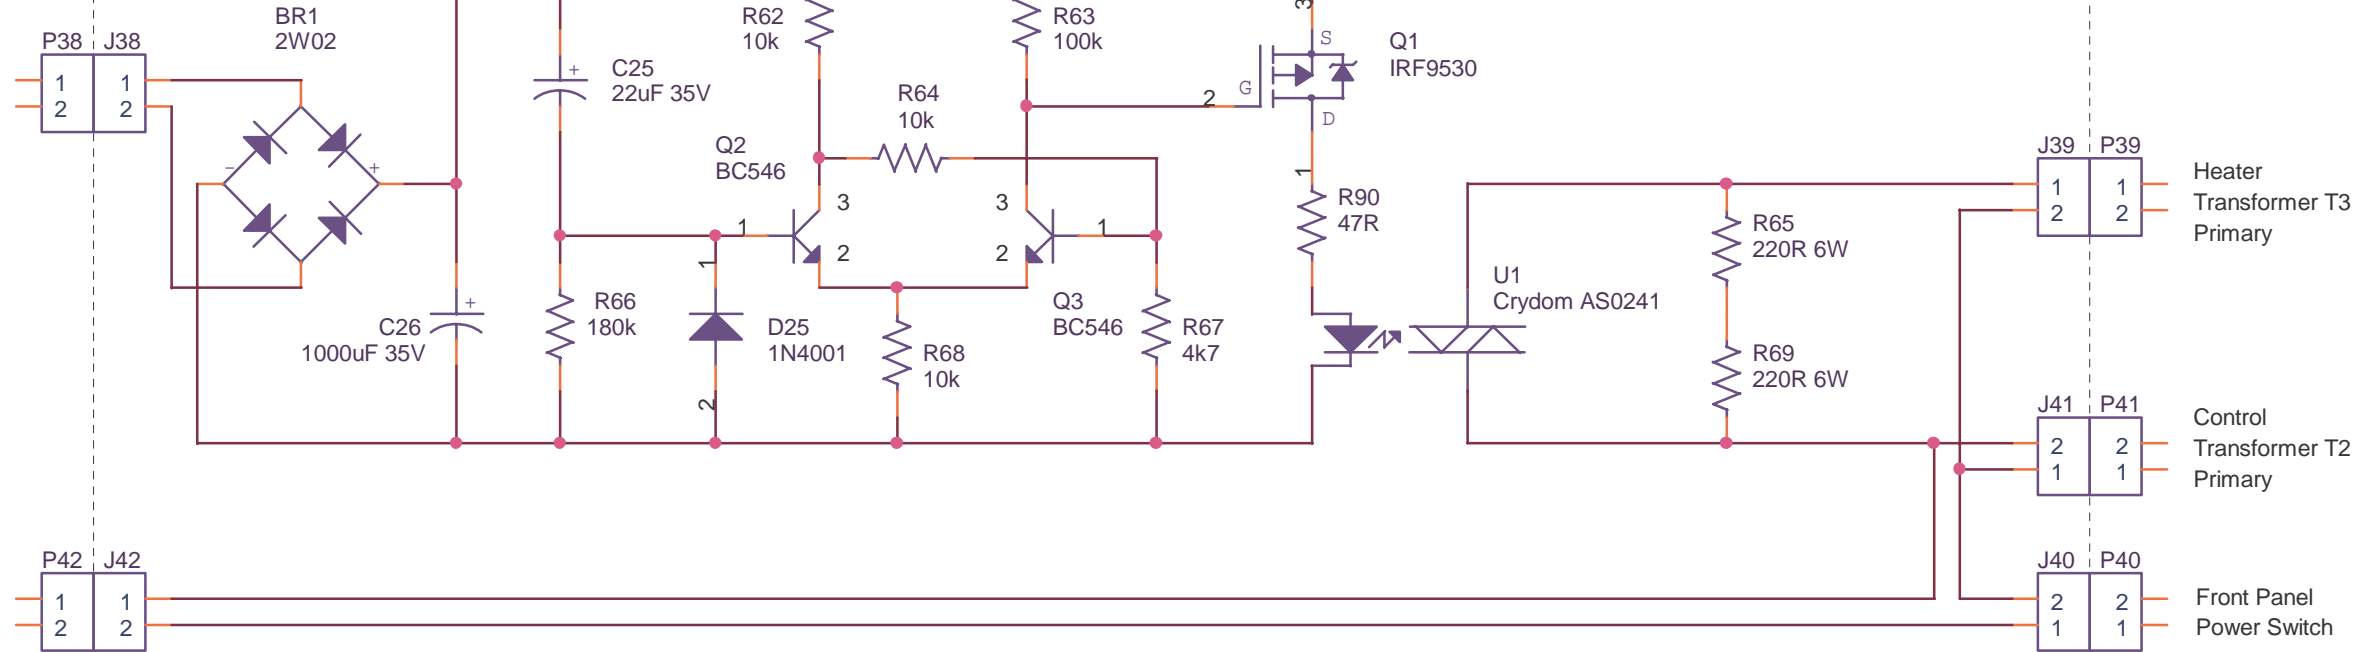 BR1
2W02
P38 J38
1 1
2 2
− +
C25
22uF 35V
+
R62
10k
R63
100k
R64
10k
Q2
BC546
1
3
2
3
2
1
Q3
BC546
3
S
G
2
D
1
Q1
IRF9530
R90
47R
C26
1000uF 35V
+
R66
180k
1
2
D25
1N4001
R68
10k
R67
4k7
U1
Crydom AS0241
R65
220R 6W
R69
220R 6W
J39 P39
1 1
2 2
Heater
Transformer T3
Primary
J41 P41
2 2
1 1
Control
Transformer T2
Primary
P42 J42
1 1
2 2
J40 P40
2 2
1 1
Front Panel
Power Switch